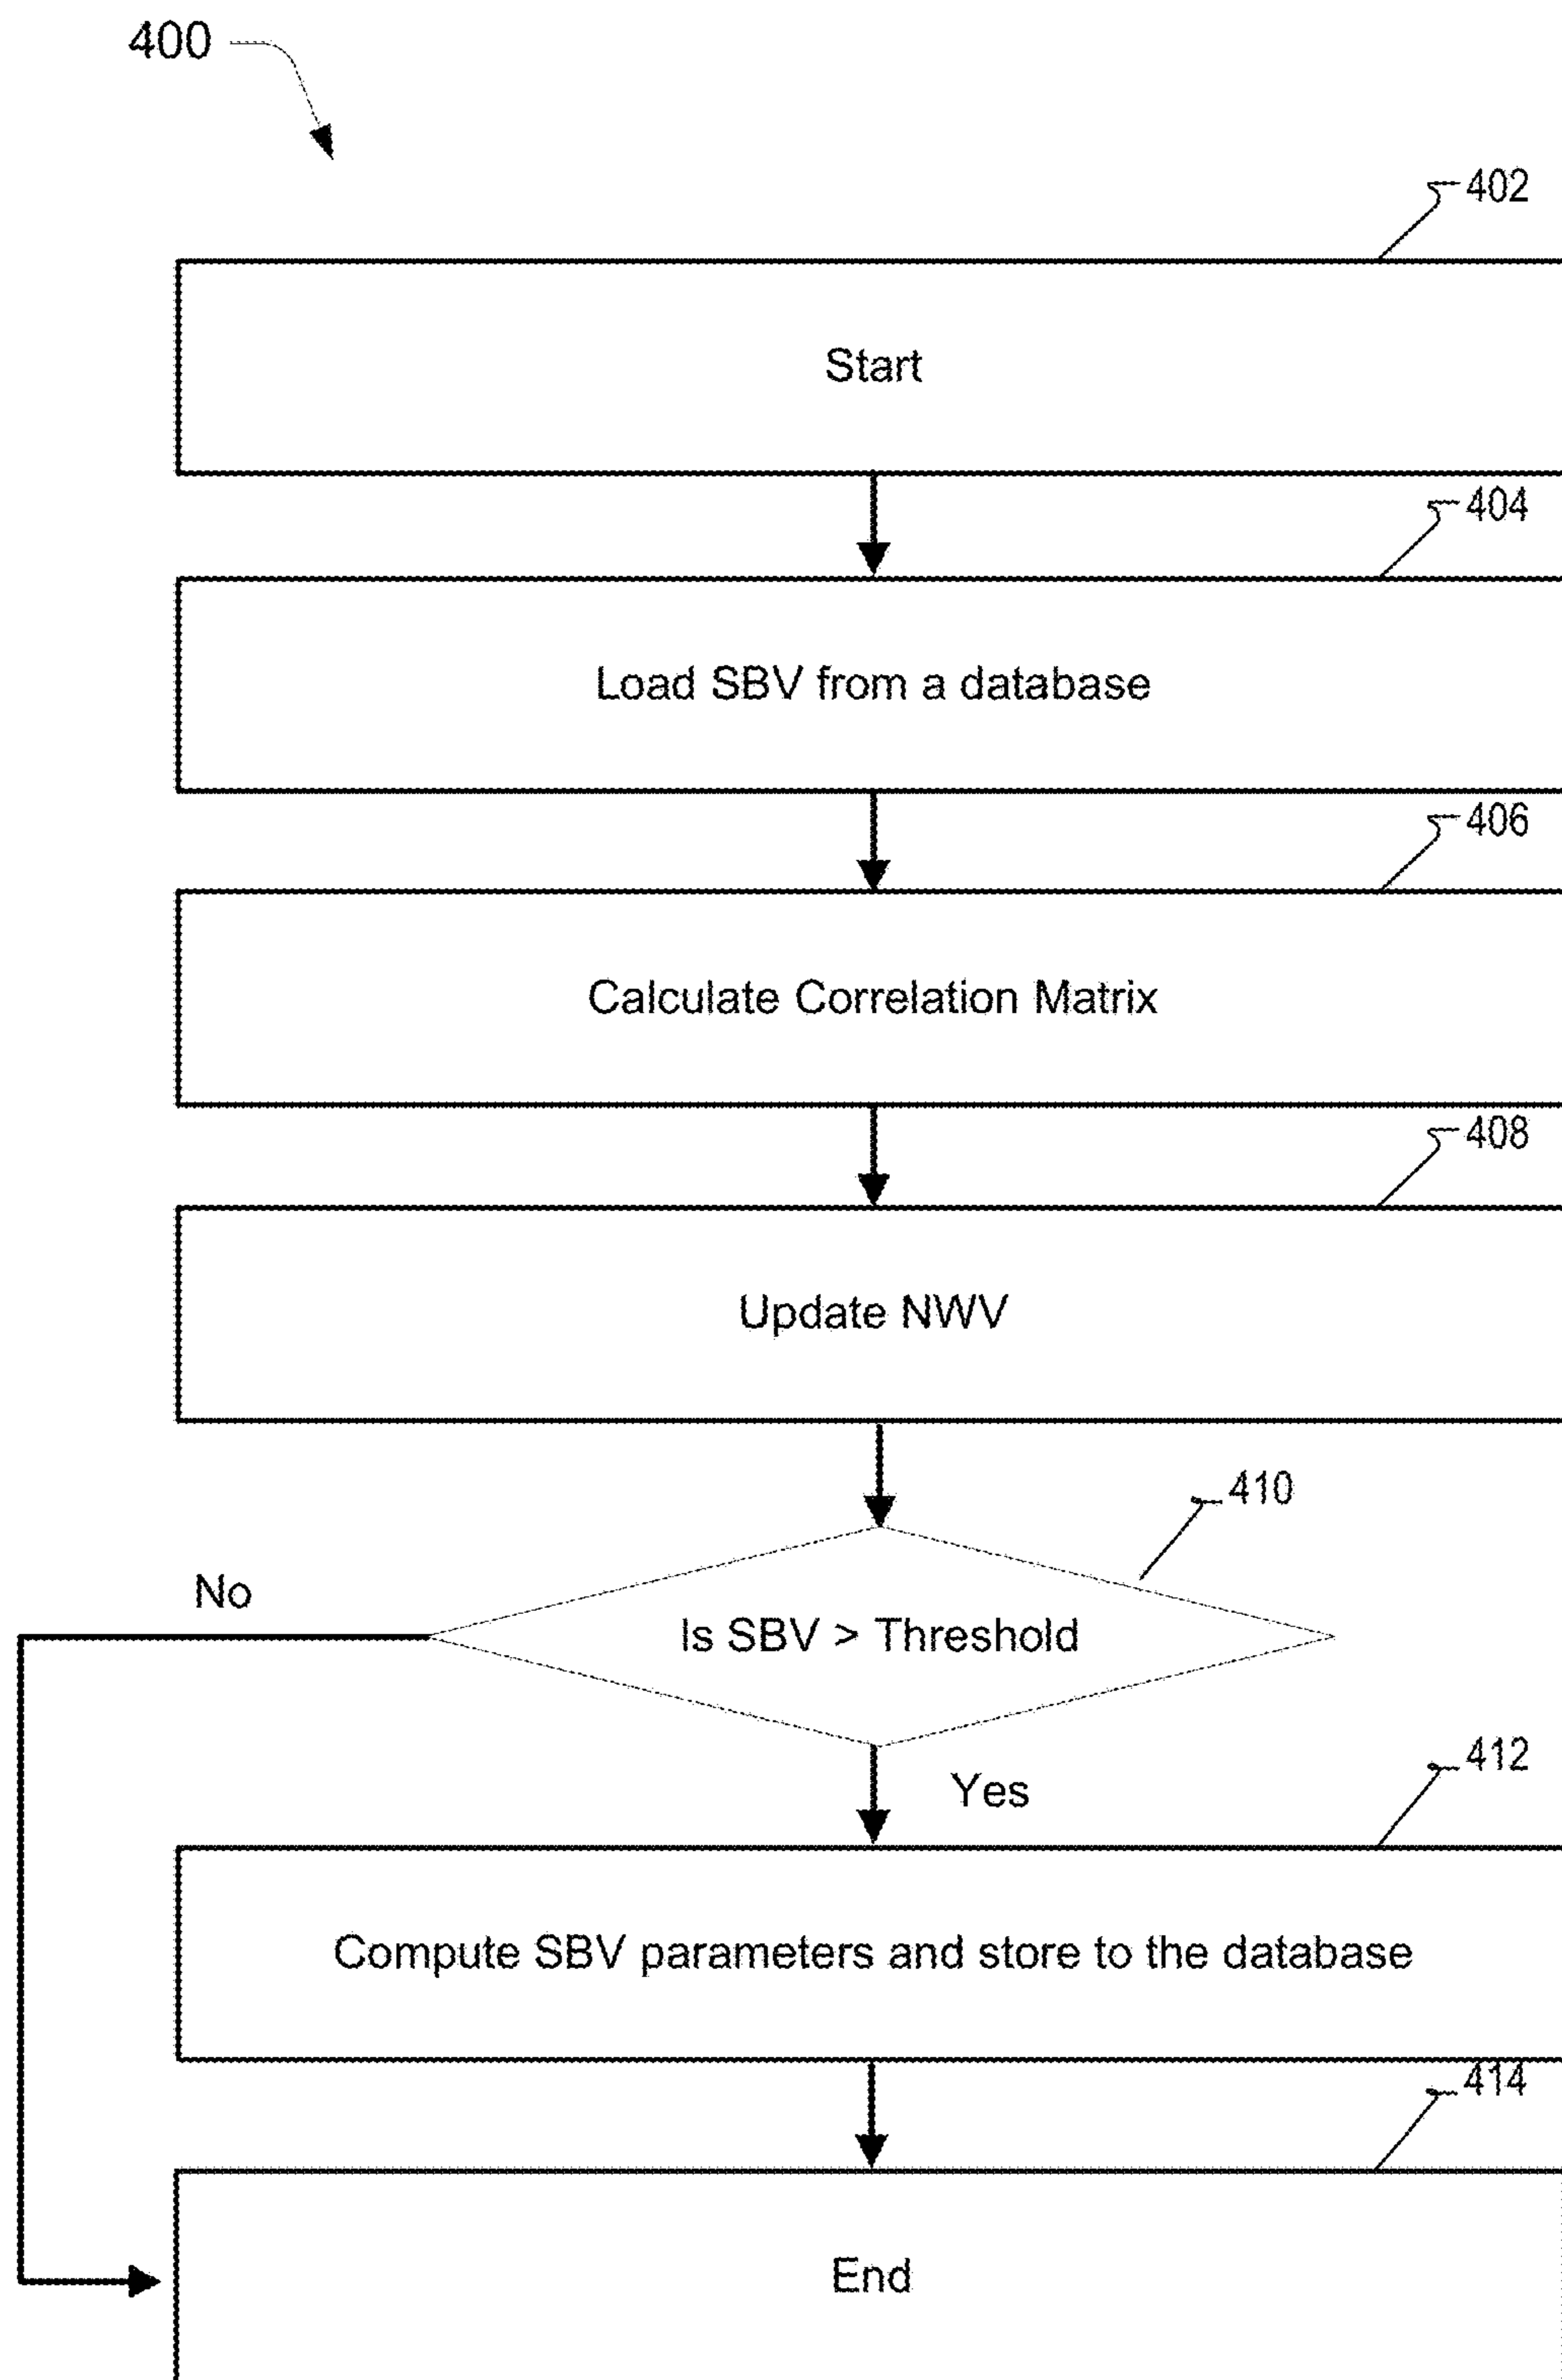 400
402
Start
404
Load SBV from a database
406
Calculate Correlation Matrix
408
Update NWV
410
No
Is SBV > Threshold
412
Yes
Compute SBV parameters and store to the database
414
End